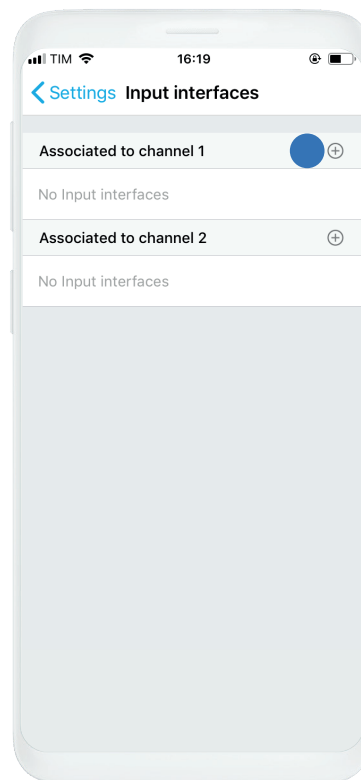 TIM 16:19
Settings Input interfaces
Associated to channel 1
No Input interfaces
Associated to channel 2
No Input interfaces